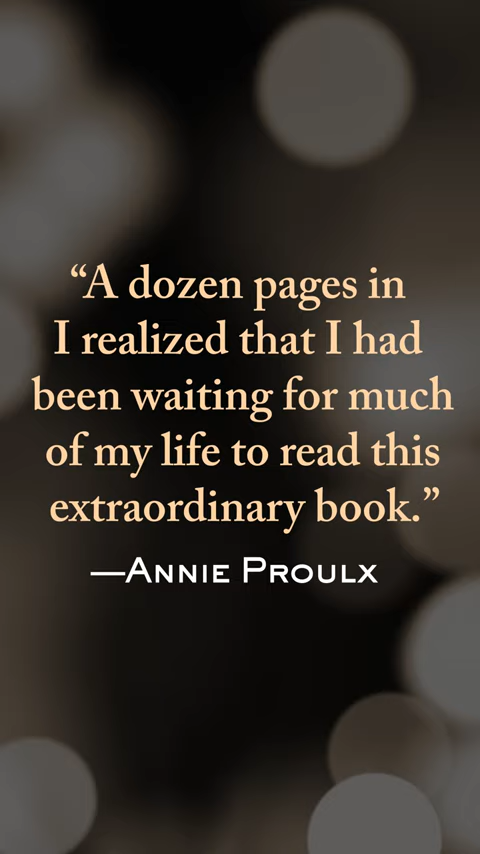 “A dozen pages in
I realized that I had
been waiting for much
of my life to read this
extraordinary book.”
—Annie Proulx